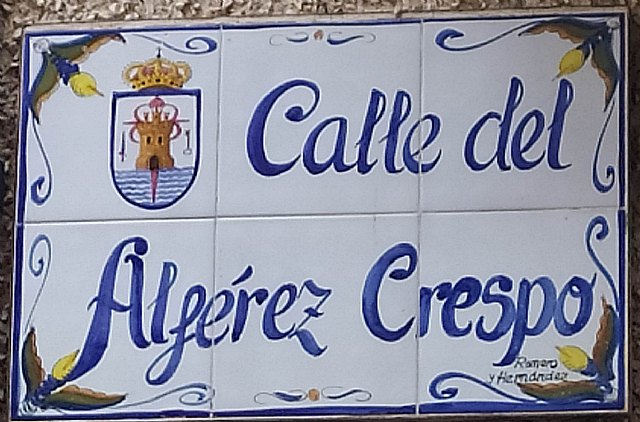 Calle del
Alférez Crespo
Romero
y Hernández